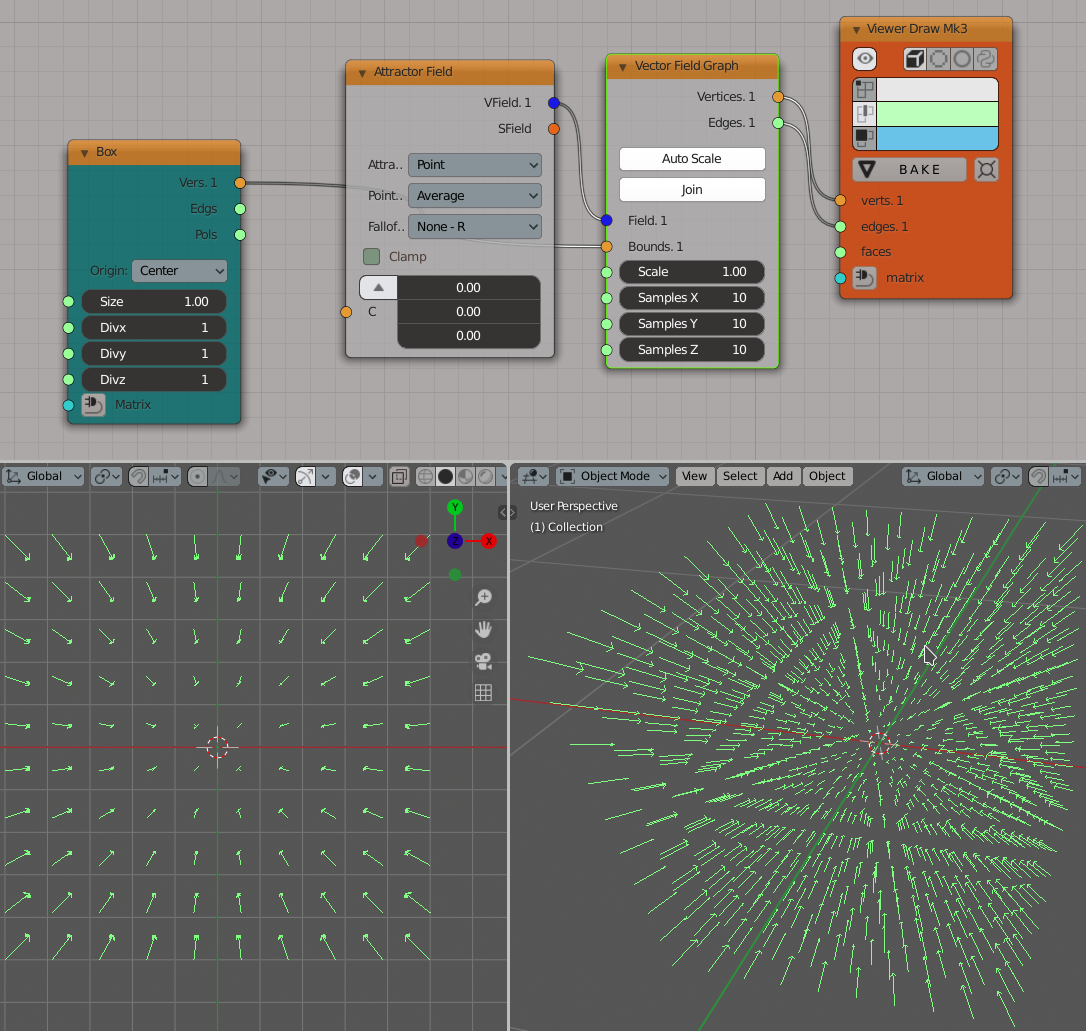 Box
Vers. 1
Edgs
Pols
Origin: Center
Size 1.00
Divx 1
Divy 1
Divz 1
Matrix
Attractor Field
VField. 1
SField
Attra.. Point
Point.. Average
Fallof.. None - R
Clamp
0.00
C 0.00
0.00
Vector Field Graph
Vertices. 1
Edges. 1
Auto Scale
Join
Field. 1
Bounds. 1
Scale 1.00
Samples X 10
Samples Y 10
Samples Z 10
Viewer Draw Mk3
BAKE
verts. 1
edges. 1
faces
matrix
Global
Y
Z
X
Object Mode View Select Add Object Global
User Perspective
(1) Collection